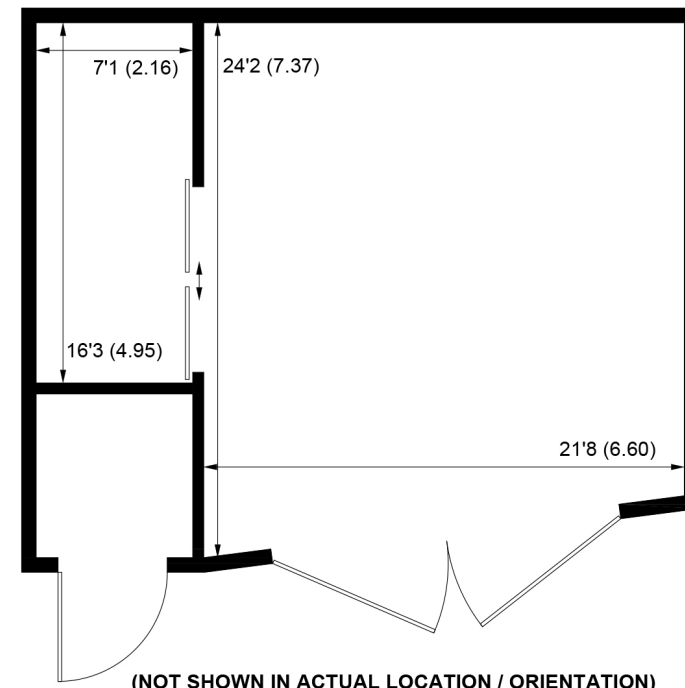 7'1 (2.16)
24'2 (7.37)
16'3 (4.95)
21'8 (6.60)
(NOT SHOWN IN ACTUAL LOCATION / ORIENTATION)